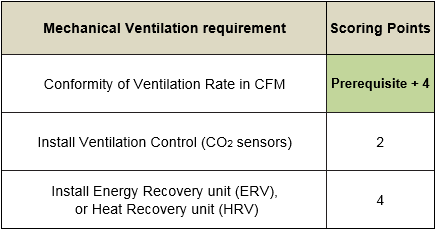 Mechanical Ventilation requirement
Scoring Points
Conformity of Ventilation Rate in CFM
Prerequisite + 4
Install Ventilation Control (CO₂ sensors)
2
Install Energy Recovery unit (ERV),
or Heat Recovery unit (HRV)
4